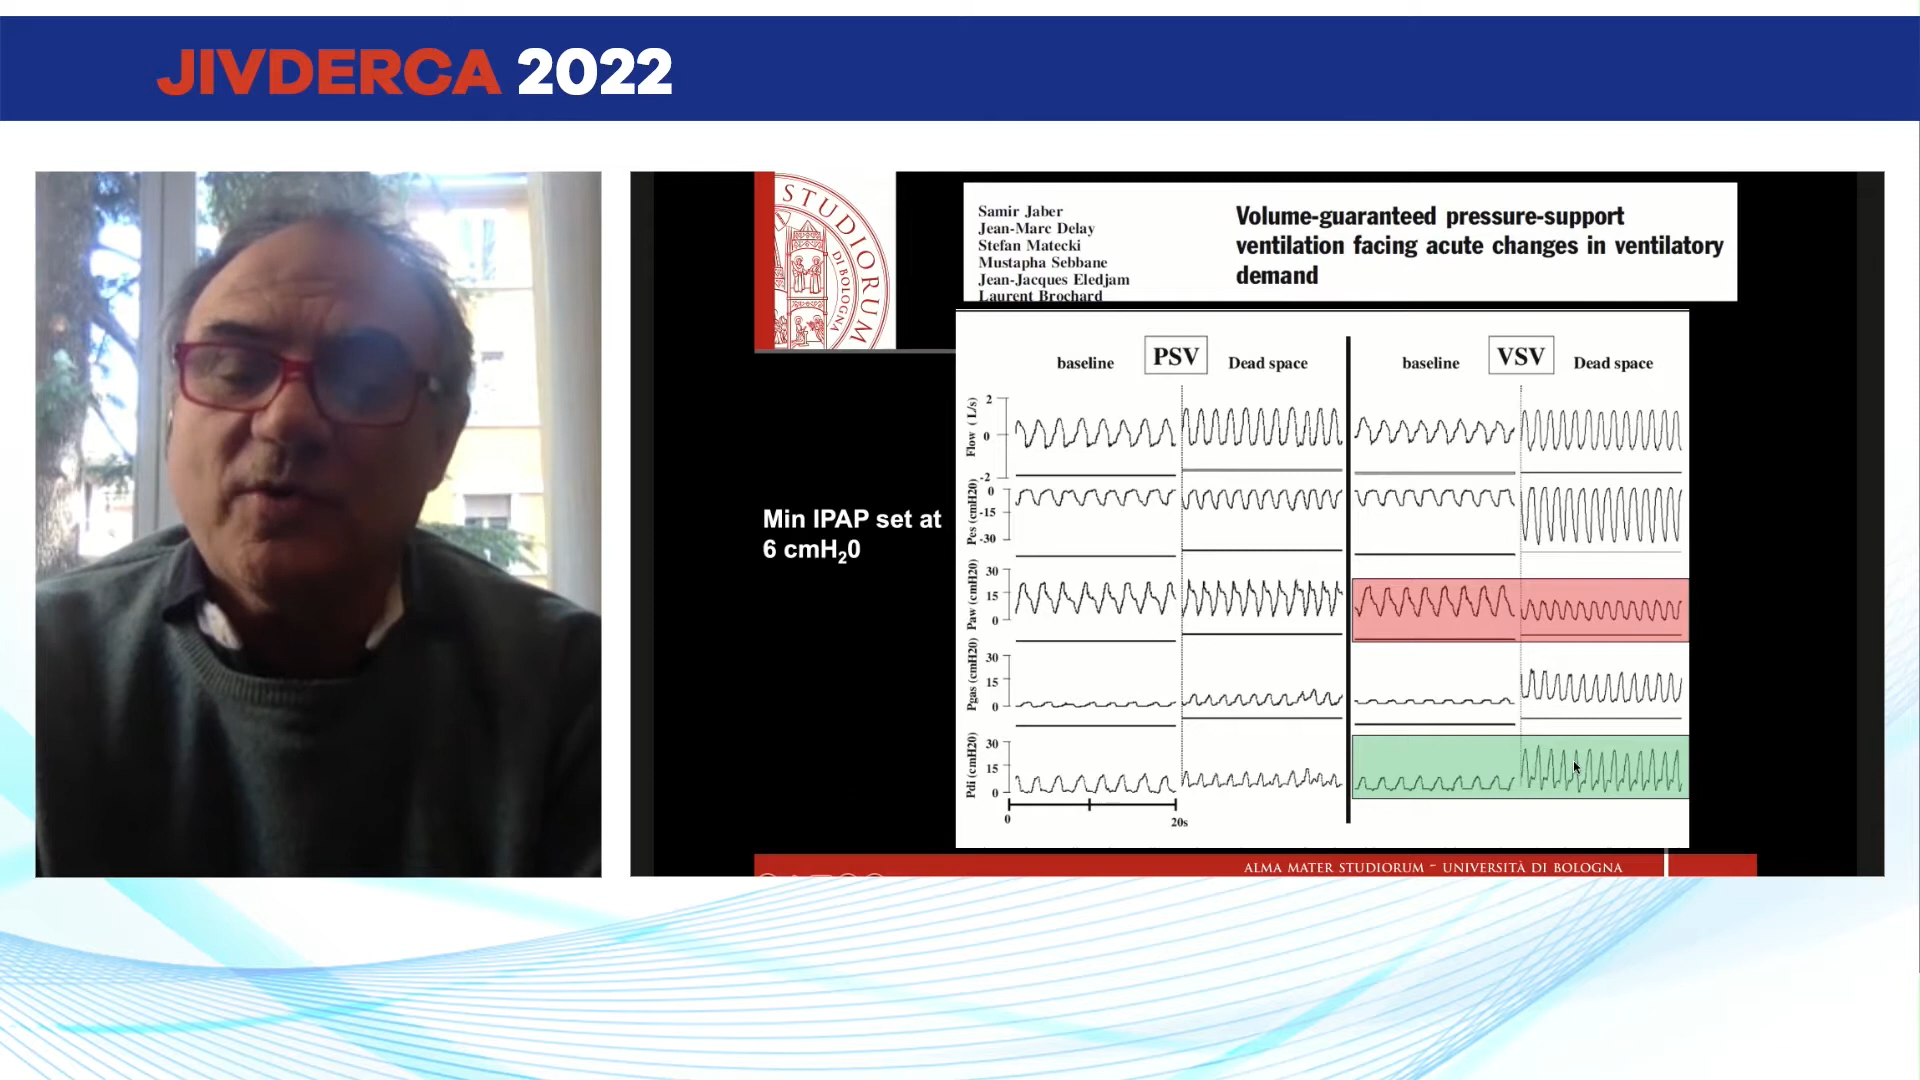 JIVDERCA 2022
STUDIORUM
DI BOLOGNA
Samir Jaber
Jean-Marc Delay
Stefan Matecki
Mustapha Sebbane
Jean-Jacques Eledjam
Laurent Brochard
Volume-guaranteed pressure-support
ventilation facing acute changes in ventilatory
demand
Min IPAP set at
6 cmH20
baseline PSV Dead space baseline VSV Dead space
Flow (L/s)
2
0
-2
Pes (cmH20)
0
-15
-30
Paw (cmH20)
30
15
0
Pgas (cmH20)
30
15
0
Pdi (cmH20)
30
15
0
0 20s
ALMA MATER STUDIORUM ~ UNIVERSITÀ DI BOLOGNA